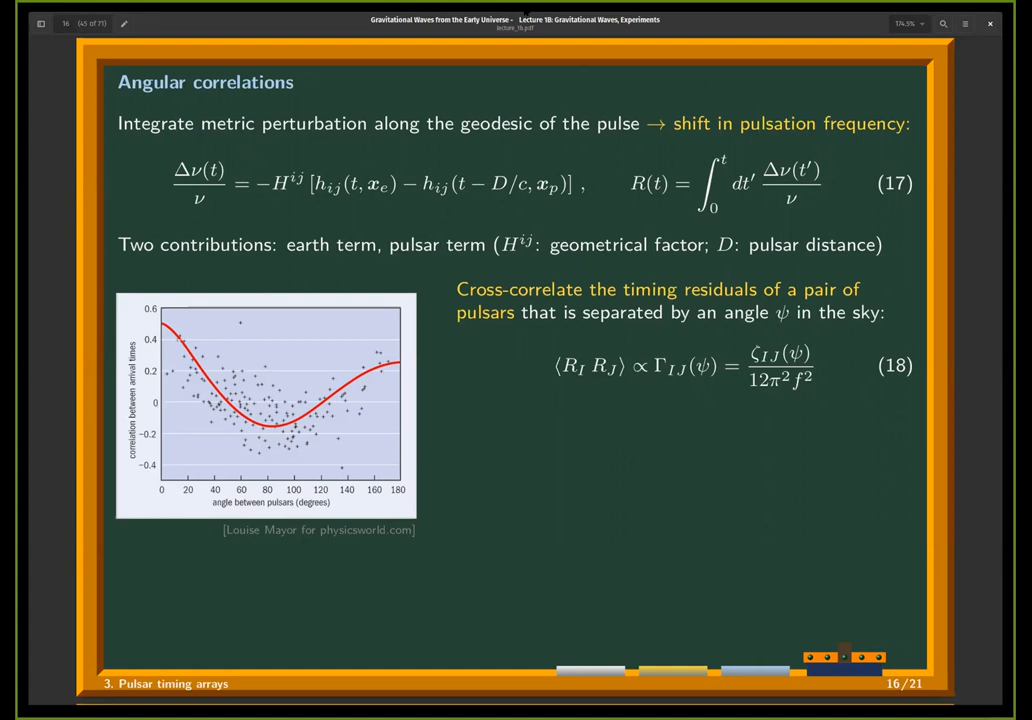 16 (45 of 71)
Gravitational Waves from the Early Universe - Lecture 1B: Gravitational Waves, Experiments
lecture_1b.pdf
174.5%
Angular correlations
Integrate metric perturbation along the geodesic of the pulse → shift in pulsation frequency:
Δν(t)/ν = −H^{ij} [h_{ij}(t, x_e) − h_{ij}(t − D/c, x_p)] , R(t) = ∫_0^t dt′ Δν(t′)/ν (17)
Two contributions: earth term, pulsar term (H^{ij}: geometrical factor; D: pulsar distance)
Cross-correlate the timing residuals of a pair of
pulsars that is separated by an angle ψ in the sky:
⟨R_I R_J⟩ ∝ Γ_{IJ}(ψ) = ζ_{IJ}(ψ)/12π²f² (18)
correlation between arrival times
0.6
0.4
0.2
0
−0.2
−0.4
0 20 40 60 80 100 120 140 160 180
angle between pulsars (degrees)
[Louise Mayor for physicsworld.com]
3. Pulsar timing arrays
16/21